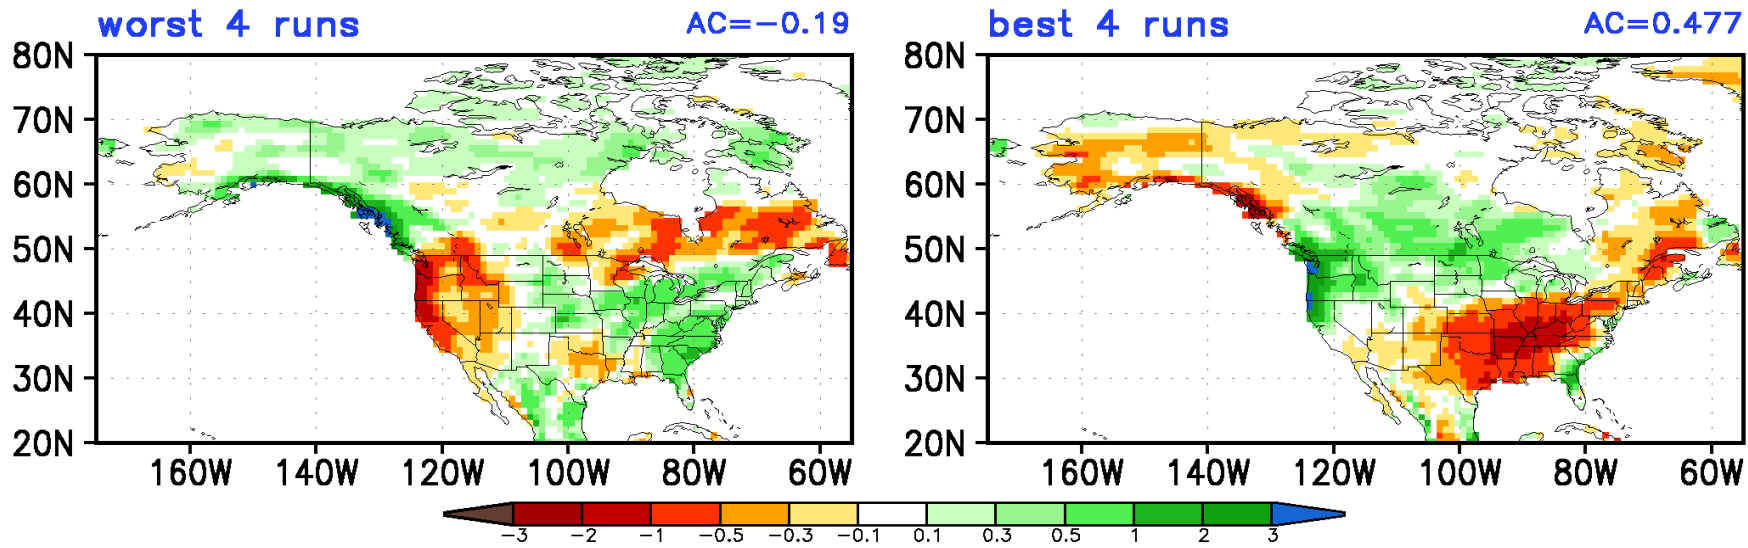 worst 4 runs AC=−0.19 best 4 runs AC=0.477
80N 80N
70N 70N
60N 60N
50N 50N
40N 40N
30N 30N
20N 20N
160W 140W 120W 100W 80W 60W 160W 140W 120W 100W 80W 60W
−3 −2 −1 −0.5 −0.3 −0.1 0.1 0.3 0.5 1 2 3